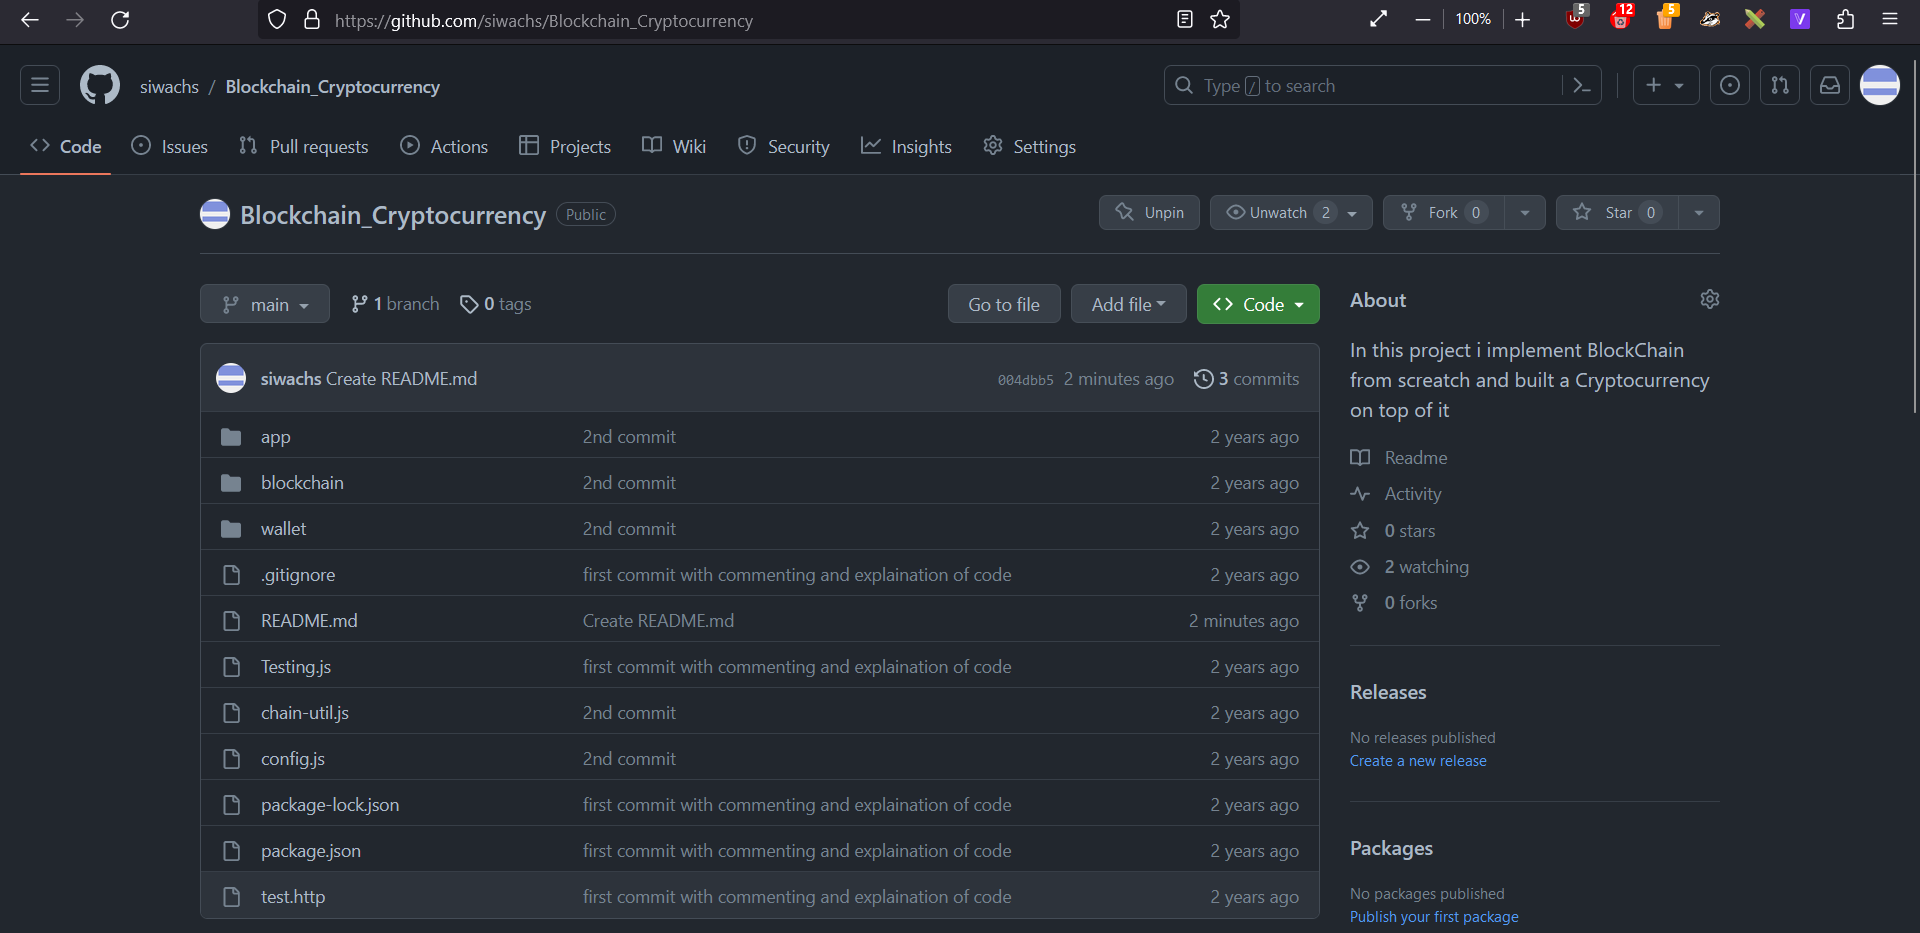 https://github.com/siwachs/Blockchain_Cryptocurrency
100%
5
12
5
V
siwachs / Blockchain_Cryptocurrency
Type / to search
Code
Issues
Pull requests
Actions
Projects
Wiki
Security
Insights
Settings
Blockchain_Cryptocurrency
Public
Unpin
Unwatch 2
Fork 0
Star 0
main
1 branch
0 tags
Go to file
Add file
Code
siwachs Create README.md 004dbb5 2 minutes ago 3 commits
app 2nd commit 2 years ago
blockchain 2nd commit 2 years ago
wallet 2nd commit 2 years ago
.gitignore first commit with commenting and explaination of code 2 years ago
README.md Create README.md 2 minutes ago
Testing.js first commit with commenting and explaination of code 2 years ago
chain-util.js 2nd commit 2 years ago
config.js 2nd commit 2 years ago
package-lock.json first commit with commenting and explaination of code 2 years ago
package.json first commit with commenting and explaination of code 2 years ago
test.http first commit with commenting and explaination of code 2 years ago
About
In this project i implement BlockChain
from screatch and built a Cryptocurrency
on top of it
Readme
Activity
0 stars
2 watching
0 forks
Releases
No releases published
Create a new release
Packages
No packages published
Publish your first package